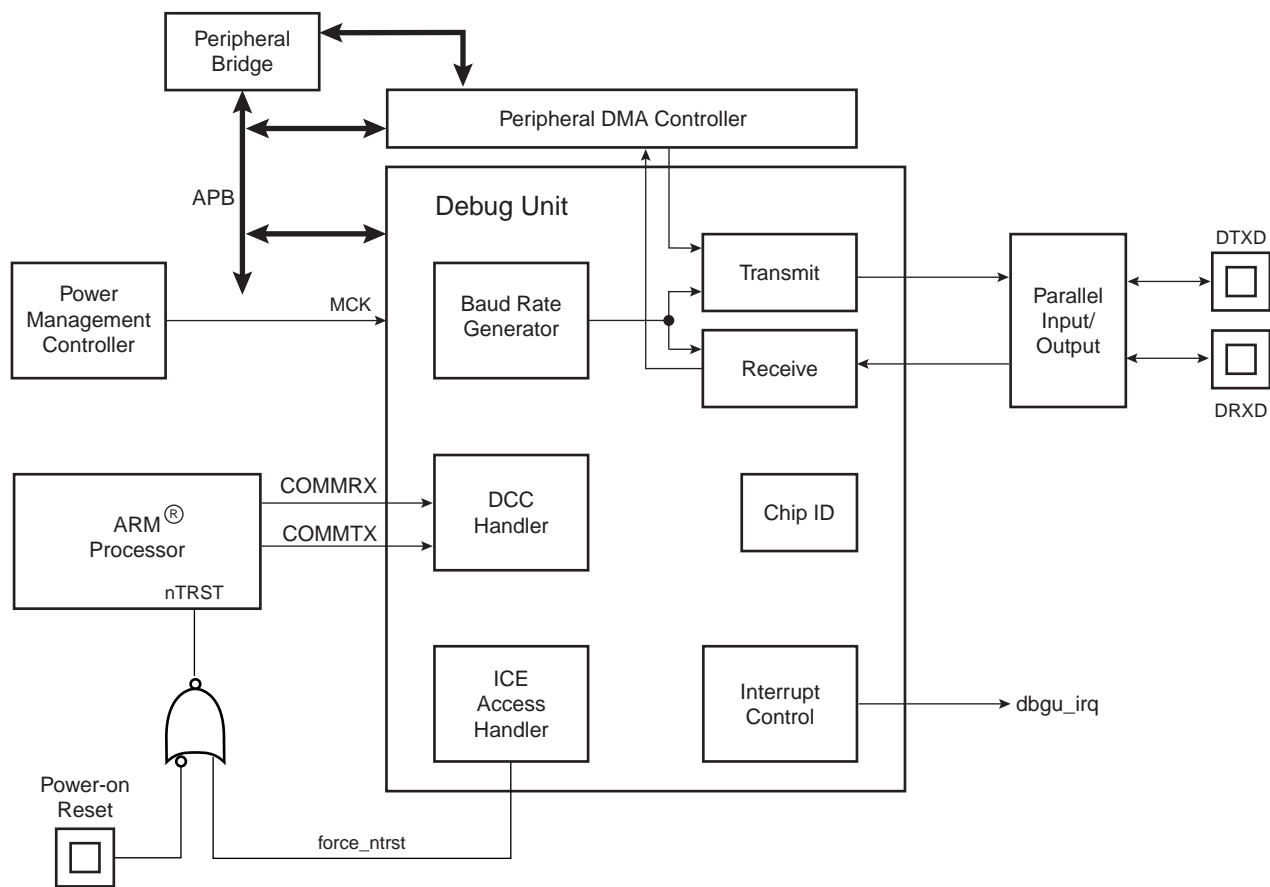 Peripheral
Bridge
Peripheral DMA Controller
APB
Debug Unit
DTXD
Transmit
Power
Management
Controller
MCK
Baud Rate
Generator
Parallel
Input/
Output
Receive
DRXD
COMMRX
ARM®
Processor
COMMTX
nTRST
DCC
Handler
Chip ID
ICE
Access
Handler
Interrupt
Control
dbgu_irq
Power-on
Reset
force_ntrst